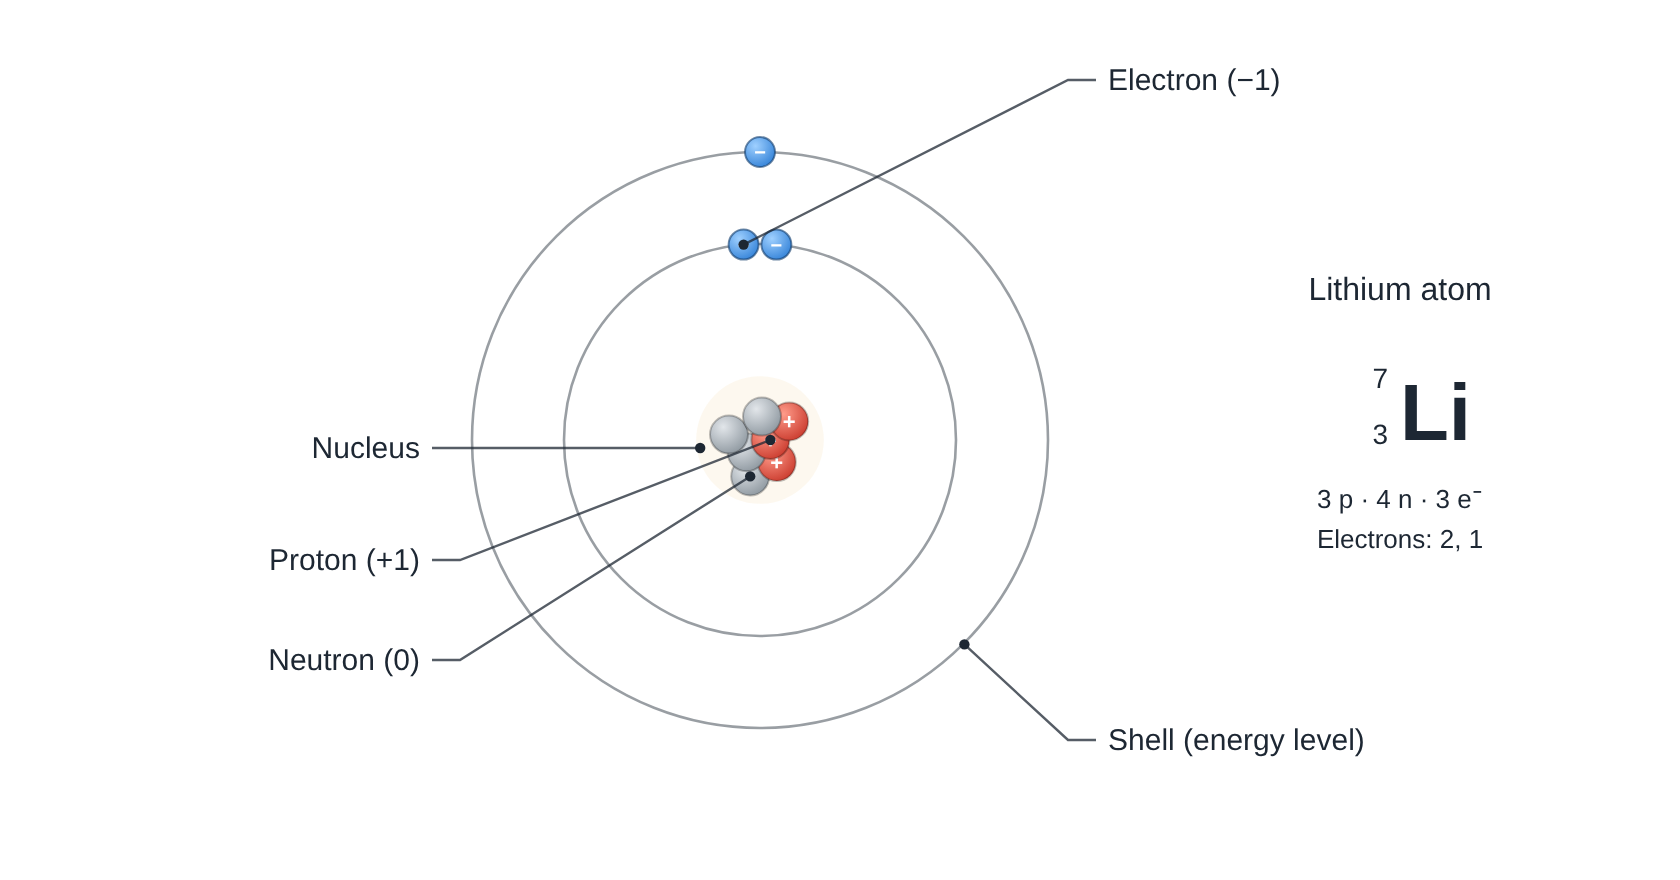 Electron (−1)
−
−
+
+
Nucleus
Proton (+1)
Neutron (0)
Shell (energy level)
Lithium atom
7
3 Li
3 p · 4 n · 3 e⁻
Electrons: 2, 1